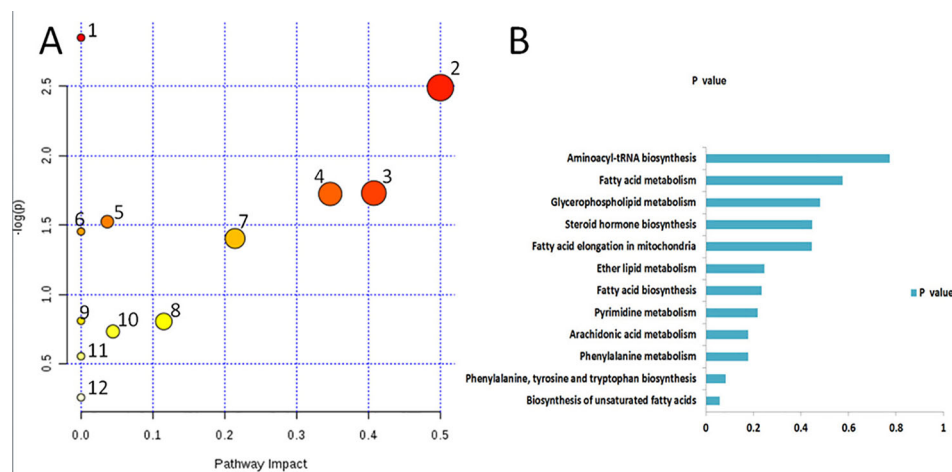 A
1
2
3
4
5
6
7
8
9
10
11
12
-log(p)
2.5
2.0
1.5
1.0
0.5
0.0 0.1 0.2 0.3 0.4 0.5
Pathway Impact
B
P value
Aminoacyl-tRNA biosynthesis
Fatty acid metabolism
Glycerophospholipid metabolism
Steroid hormone biosynthesis
Fatty acid elongation in mitochondria
Ether lipid metabolism
Fatty acid biosynthesis
Pyrimidine metabolism
Arachidonic acid metabolism
Phenylalanine metabolism
Phenylalanine, tyrosine and tryptophan biosynthesis
Biosynthesis of unsaturated fatty acids
0 0.2 0.4 0.6 0.8 1
P value